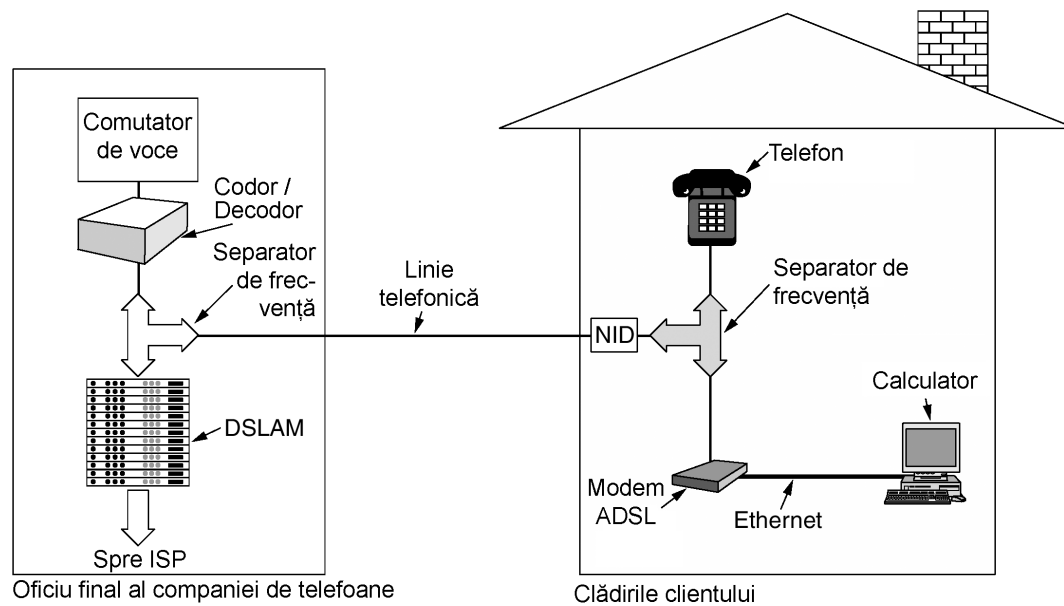 Comutator
de voce
Codor /
Decodor
Separator
de frec-
vență
DSLAM
Spre ISP
Oficiu final al companiei de telefoane
Linie
telefonică
NID
Telefon
Separator de
frecvență
Calculator
Modem
ADSL
Ethernet
Clădirile clientului